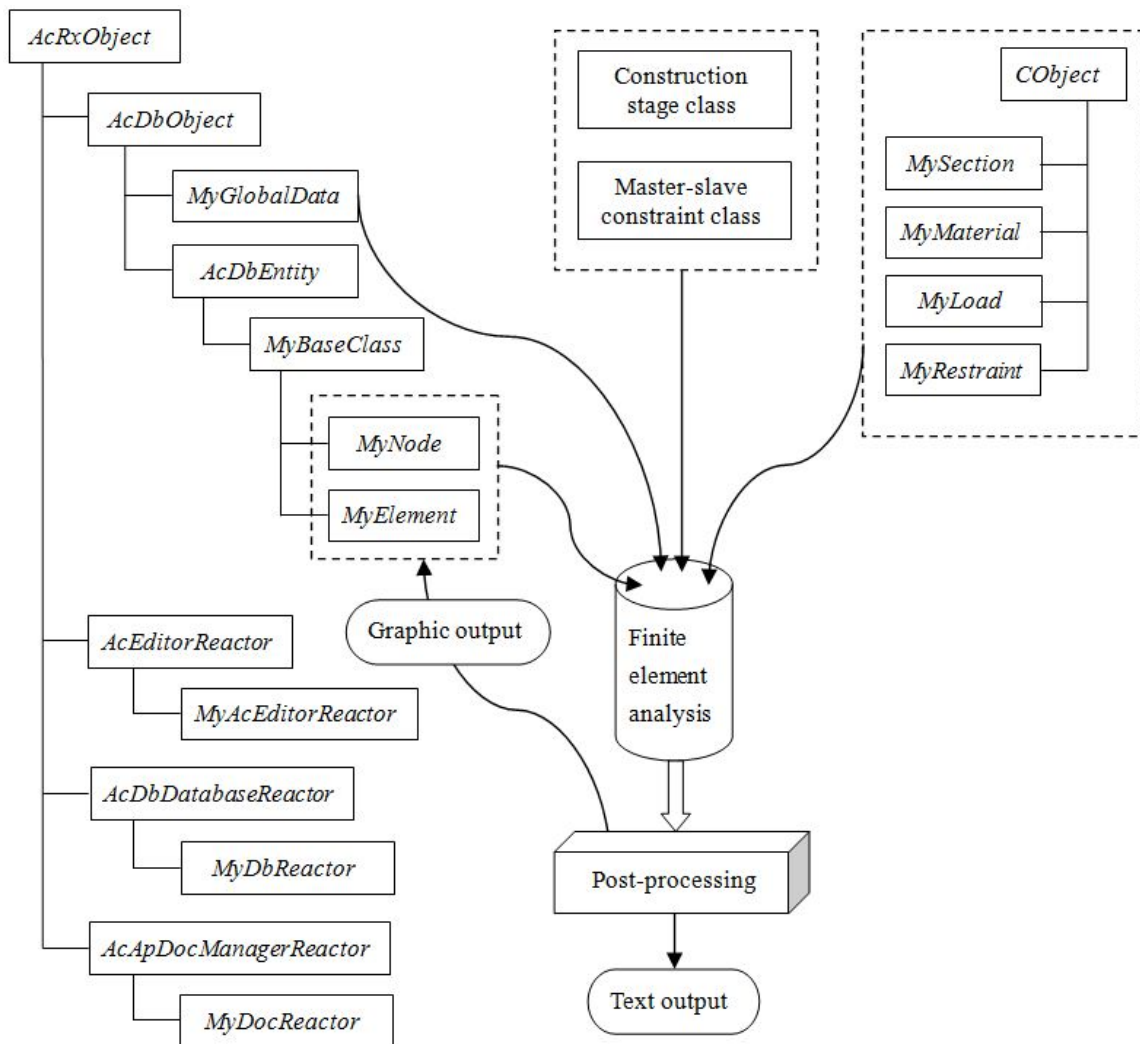 AcRxObject
AcDbObject
MyGlobalData
AcDbEntity
MyBaseClass
MyNode
MyElement
AcEditorReactor
MyAcEditorReactor
AcDbDatabaseReactor
MyDbReactor
AcApDocManagerReactor
MyDocReactor
Construction
stage class
Master-slave
constraint class
CObject
MySection
MyMaterial
MyLoad
MyRestraint
Graphic output
Finite
element
analysis
Post-processing
Text output